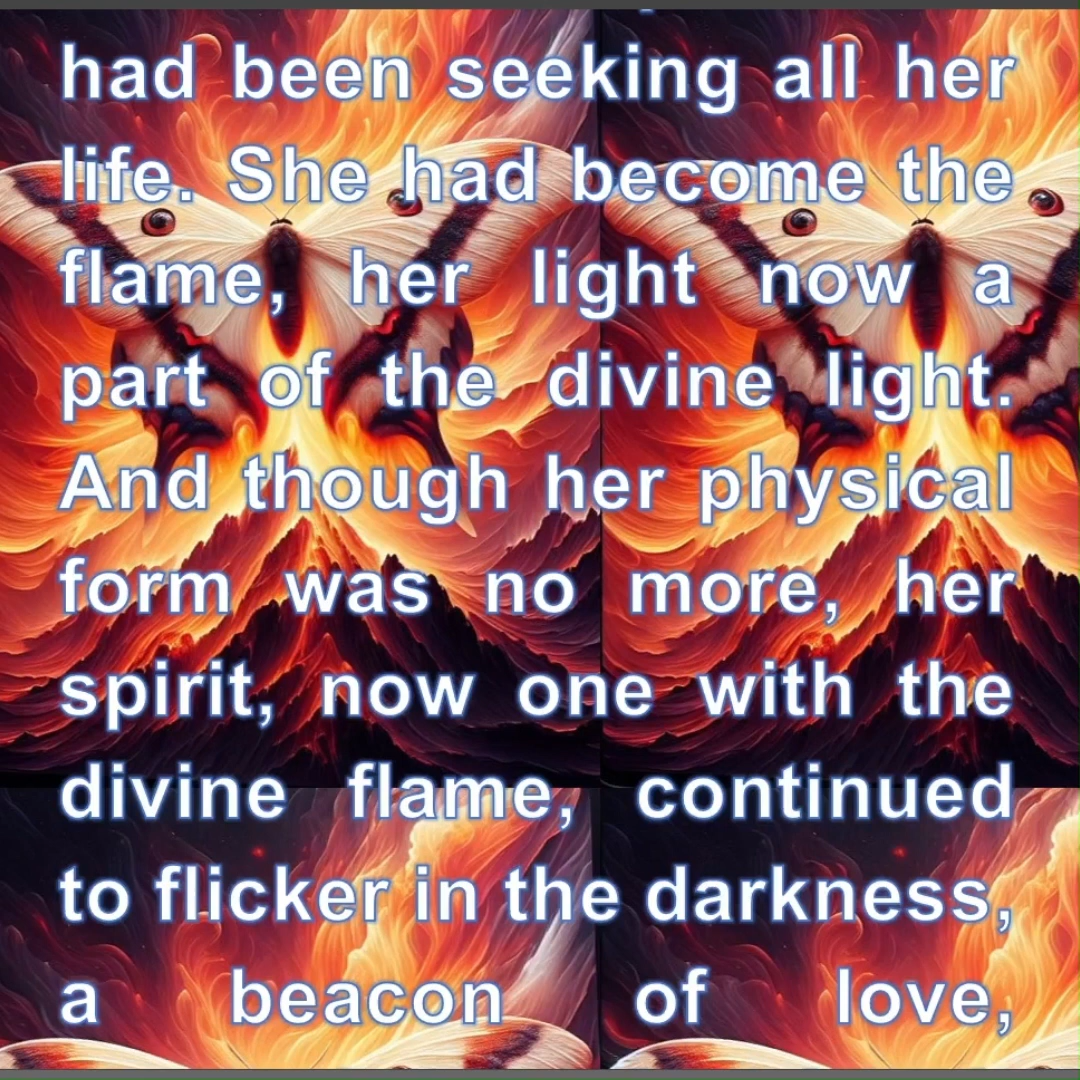 had been seeking all her
life. She had become the
flame, her light now a
part of the divine light.
And though her physical
form was no more, her
spirit, now one with the
divine flame, continued
to flicker in the darkness,
a beacon of love,